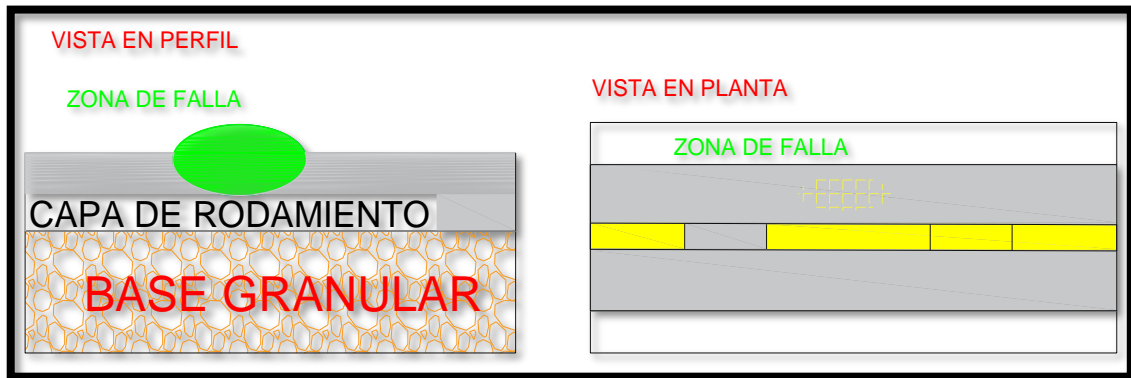 VISTA EN PERFIL
ZONA DE FALLA
CAPA DE RODAMIENTO
BASE GRANULAR
VISTA EN PLANTA
ZONA DE FALLA